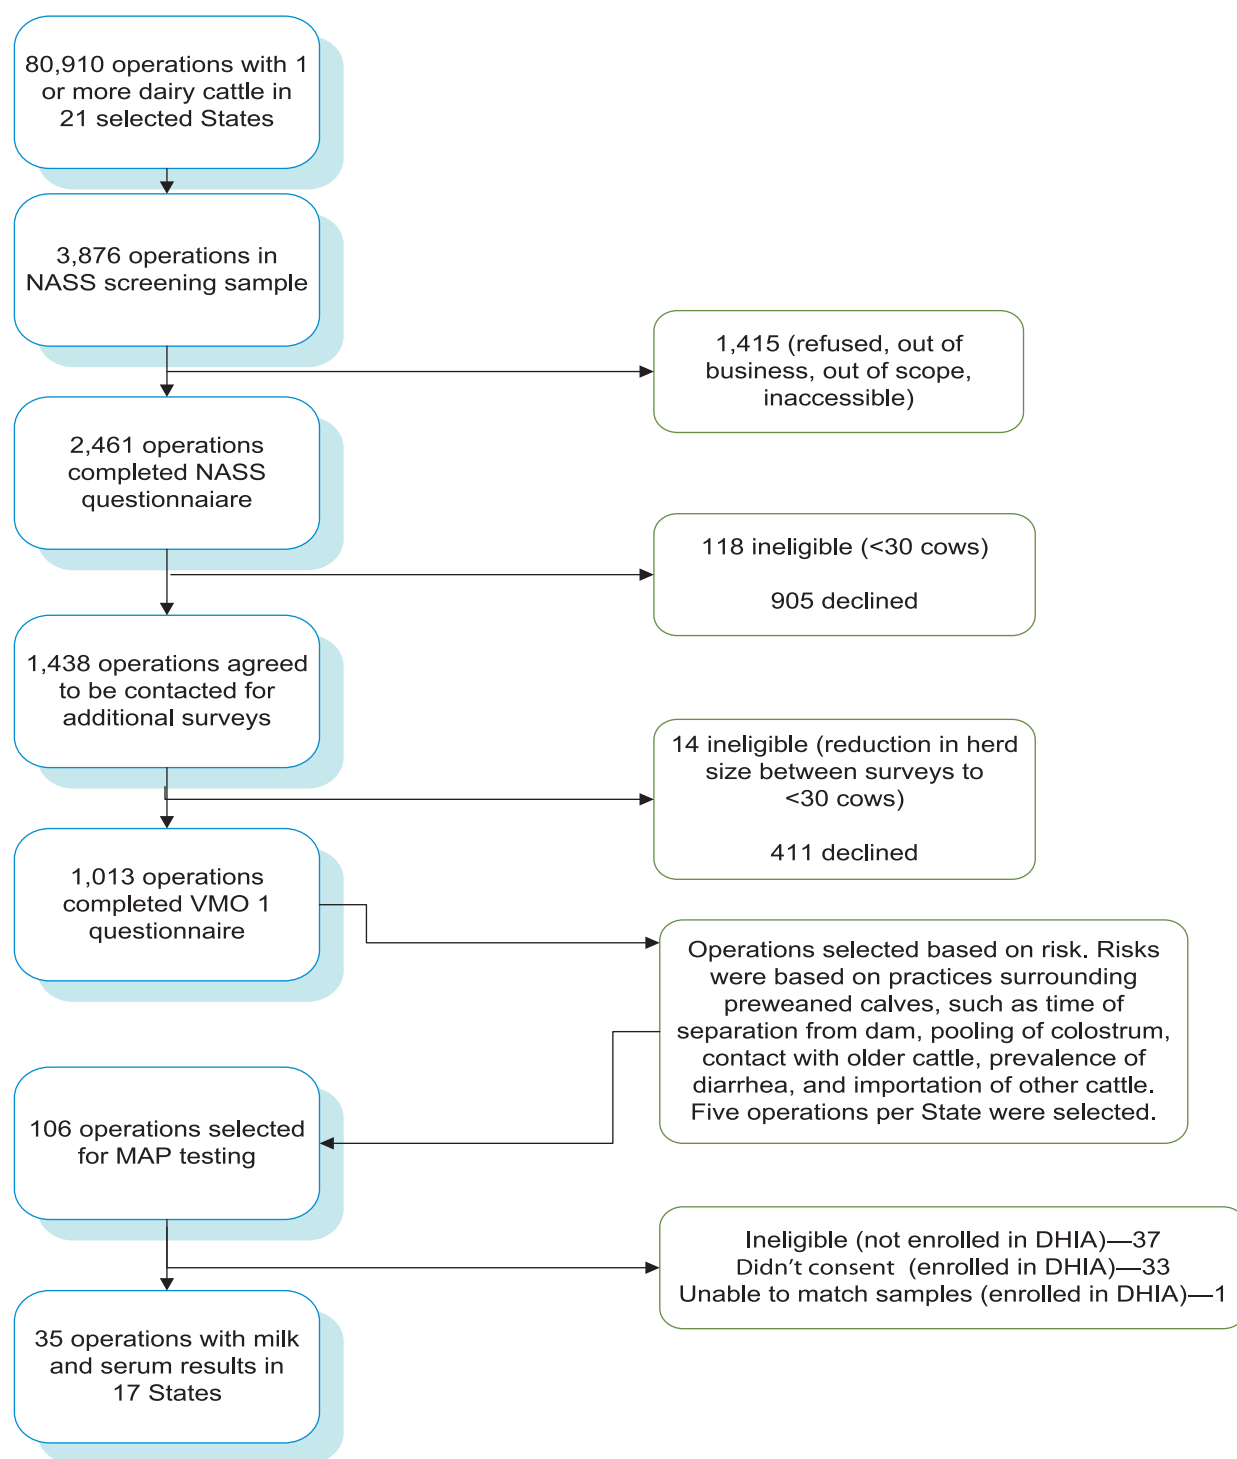 80,910 operations with 1
or more dairy cattle in
21 selected States
3,876 operations in
NASS screening sample
1,415 (refused, out of
business, out of scope,
inaccessible)
2,461 operations
completed NASS
questionnaiare
118 ineligible (<30 cows)
905 declined
1,438 operations agreed
to be contacted for
additional surveys
14 ineligible (reduction in herd
size between surveys to
<30 cows)
411 declined
1,013 operations
completed VMO 1
questionnaire
Operations selected based on risk. Risks
were based on practices surrounding
preweaned calves, such as time of
separation from dam, pooling of colostrum,
contact with older cattle, prevalence of
diarrhea, and importation of other cattle.
Five operations per State were selected.
106 operations selected
for MAP testing
Ineligible (not enrolled in DHIA)—37
Didn't consent (enrolled in DHIA)—33
Unable to match samples (enrolled in DHIA)—1
35 operations with milk
and serum results in
17 States